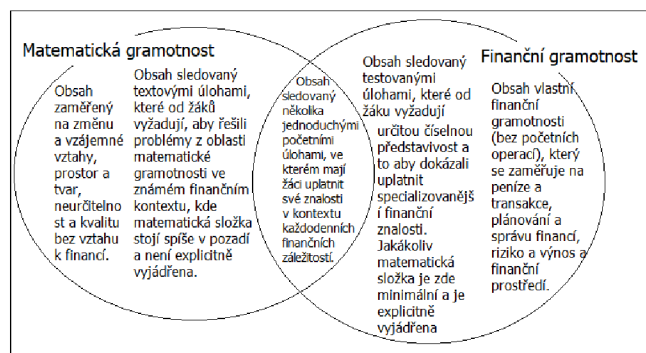 Matematická gramotnost
Obsah
zaměřený
na změnu
a vzájemné
vztahy,
prostor a
tvar,
neurčitelno
st a kvalitu
bez vztahu
k financí.
Obsah sledovaný
textovými úlohami,
které od žáků
vyžadují, aby řešili
problémy z oblasti
matematické
gramotnosti ve
známém finančním
kontextu, kde
matematická složka
stojí spíše v pozadí
a není explicitně
vyjádřena.
Obsah
sledovaný
několika
jednoduchými
početními
úlohami, ve
kterém mají
žáci uplatnit
své znalosti
v kontextu
každodenních
finančních
záležitostí.
Obsah sledovaný
testovanými
úlohami, které od
žáku vyžadují
určitou číselnou
představivost a
to aby dokázali
uplatnit
specializovanějš
í finanční
znalosti.
Jakákoliv
matematická
složka je zde
minimální a je
explicitně
vyjádřena
Finanční gramotnost
Obsah vlastní
finanční
gramotnosti
(bez početních
operací), který
se zaměřuje na
peníze a
transakce,
plánování a
správu financí,
riziko a výnos a
finanční
prostředí.